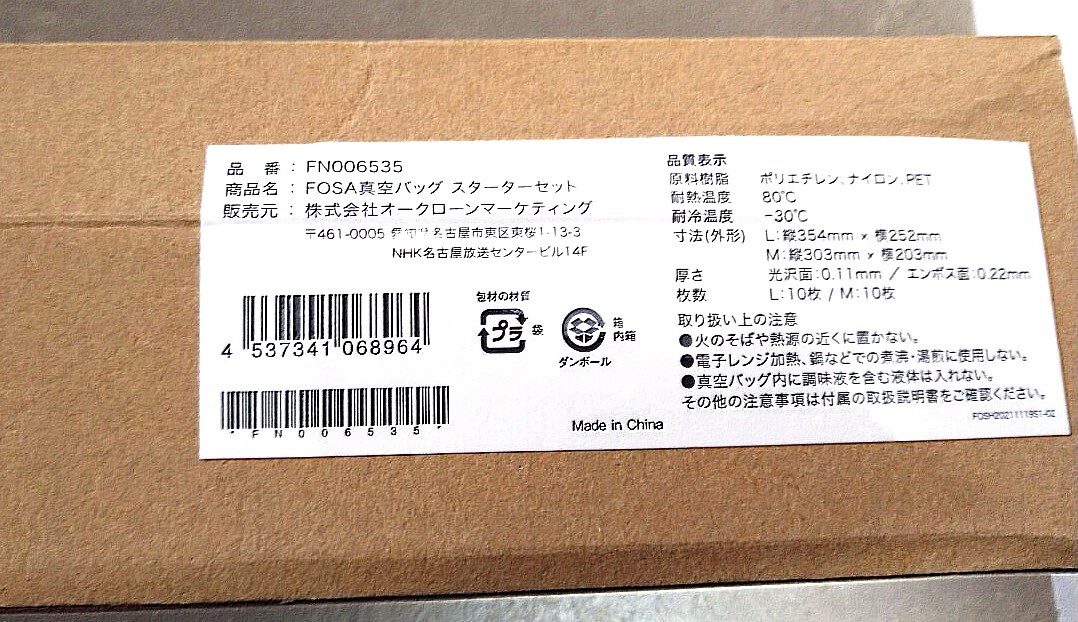 品　番 : FN006535
商品名 : FOSA真空バッグ スターターセット
販売元 : 株式会社オークローンマーケティング
〒461-0005 愛知県名古屋市東区東桜1-13-3
NHK名古屋放送センタービル14F
4 537341 068964
*FN006535*
包材の材質
プラ 袋
箱
内箱
ダンボール
Made in China
品質表示
原料樹脂 ポリエチレン、ナイロン、PET
耐熱温度 80℃
耐冷温度 -30℃
寸法(外形) L:縦354mm × 横252mm
M:縦303mm × 横203mm
厚さ 光沢面:0.11mm / エンボス面:0.22mm
枚数 L:10枚 / M:10枚
取り扱い上の注意
●火のそばや熱源の近くに置かない。
●電子レンジ加熱、鍋などでの煮沸・湯煎に使用しない。
●真空バッグ内に調味液を含む液体は入れない。
その他の注意事項は付属の取扱説明書をご確認ください。
FOSH20211119S1-02